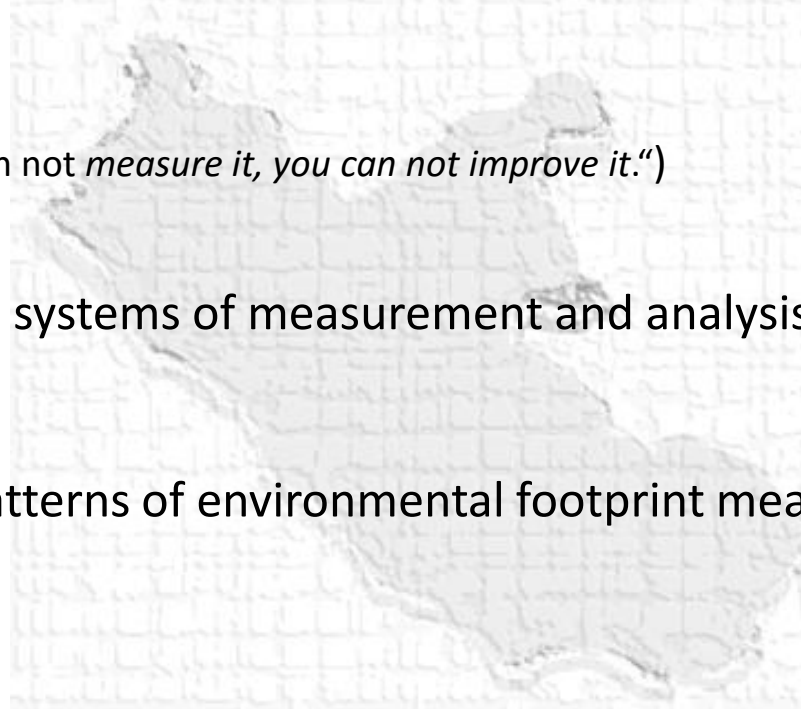 n not measure it, you can not improve it.“)
systems of measurement and analysis
tterns of environmental footprint mea